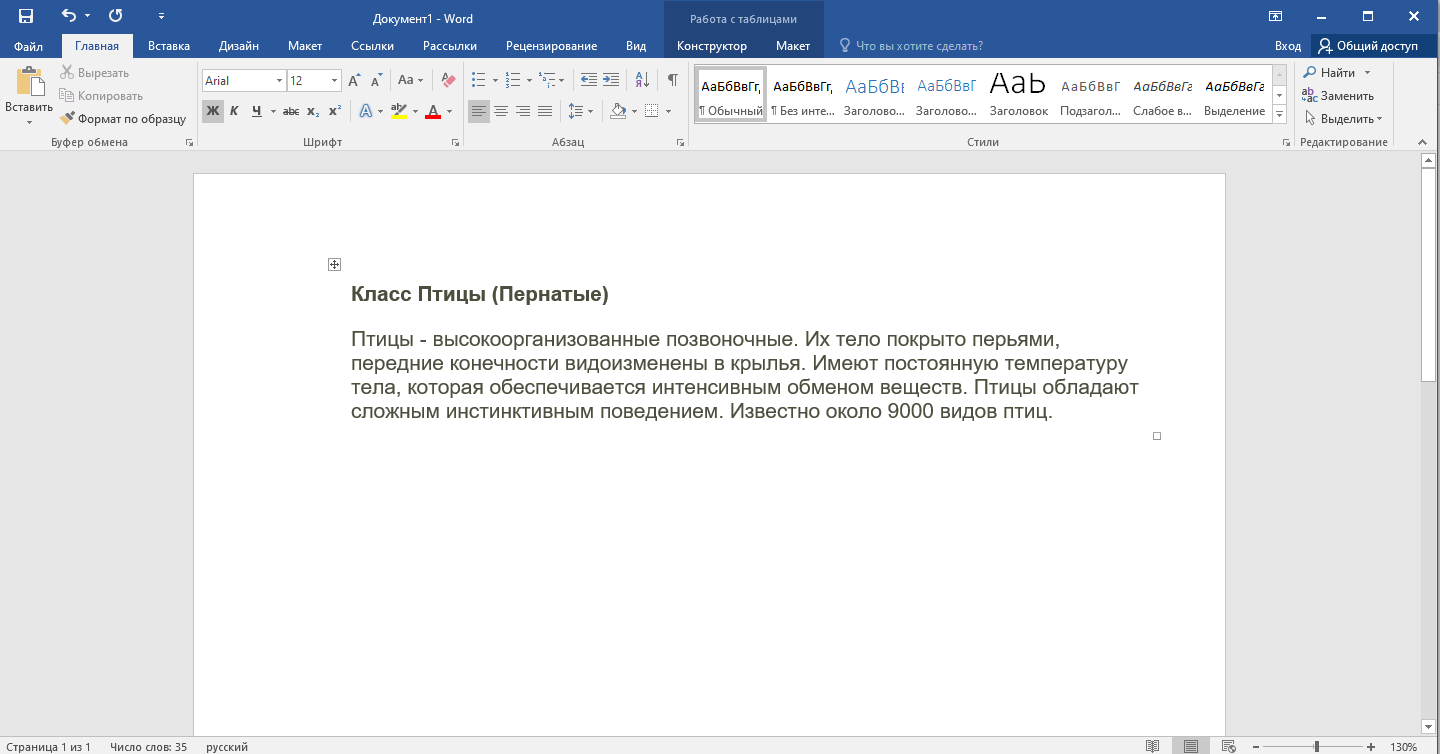 Документ1 - Word
Работа с таблицами
Файл
Главная
Вставка
Дизайн
Макет
Ссылки
Рассылки
Рецензирование
Вид
Конструктор
Макет
Что вы хотите сделать?
Вход
Общий доступ
Вставить
Вырезать
Копировать
Формат по образцу
Буфер обмена
Arial
12
Aa
Ж К Ч abc x₂ x²
Шрифт
Абзац
АаБбВвГг,
АаБбВвГг,
АаБбВв
АаБбВвГ
АаЬ
АаБбВвГ
АаБбВвГг
АаБбВвГг
¶ Обычный
¶ Без инте...
Заголово...
Заголово...
Заголовок
Подзагол...
Слабое в...
Выделение
Стили
Найти
Заменить
Выделить
Редактирование
Класс Птицы (Пернатые)
Птицы - высокоорганизованные позвоночные. Их тело покрыто перьями,
передние конечности видоизменены в крылья. Имеют постоянную температуру
тела, которая обеспечивается интенсивным обменом веществ. Птицы обладают
сложным инстинктивным поведением. Известно около 9000 видов птиц.
Страница 1 из 1
Число слов: 35
русский
130%